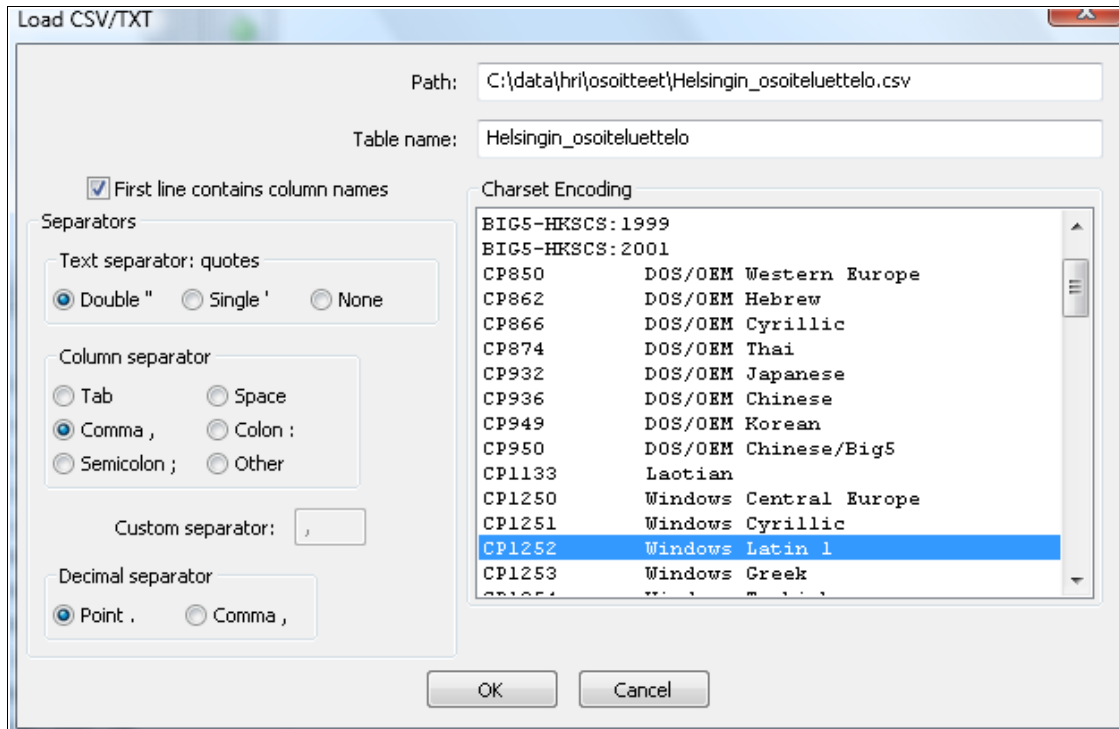 Load CSV/TXT
Path: C:\data\hri\osoitteet\Helsingin_osoiteluettelo.csv
Table name: Helsingin_osoiteluettelo
First line contains column names
Separators
Text separator: quotes
Double " Single ' None
Column separator
Tab Space
Comma , Colon :
Semicolon ; Other
Custom separator: ,
Decimal separator
Point . Comma ,
Charset Encoding
BIG5-HKSCS:1999
BIG5-HKSCS:2001
CP850 DOS/OEM Western Europe
CP862 DOS/OEM Hebrew
CP866 DOS/OEM Cyrillic
CP874 DOS/OEM Thai
CP932 DOS/OEM Japanese
CP936 DOS/OEM Chinese
CP949 DOS/OEM Korean
CP950 DOS/OEM Chinese/Big5
CP1133 Laotian
CP1250 Windows Central Europe
CP1251 Windows Cyrillic
CP1252 Windows Latin 1
CP1253 Windows Greek
OK Cancel